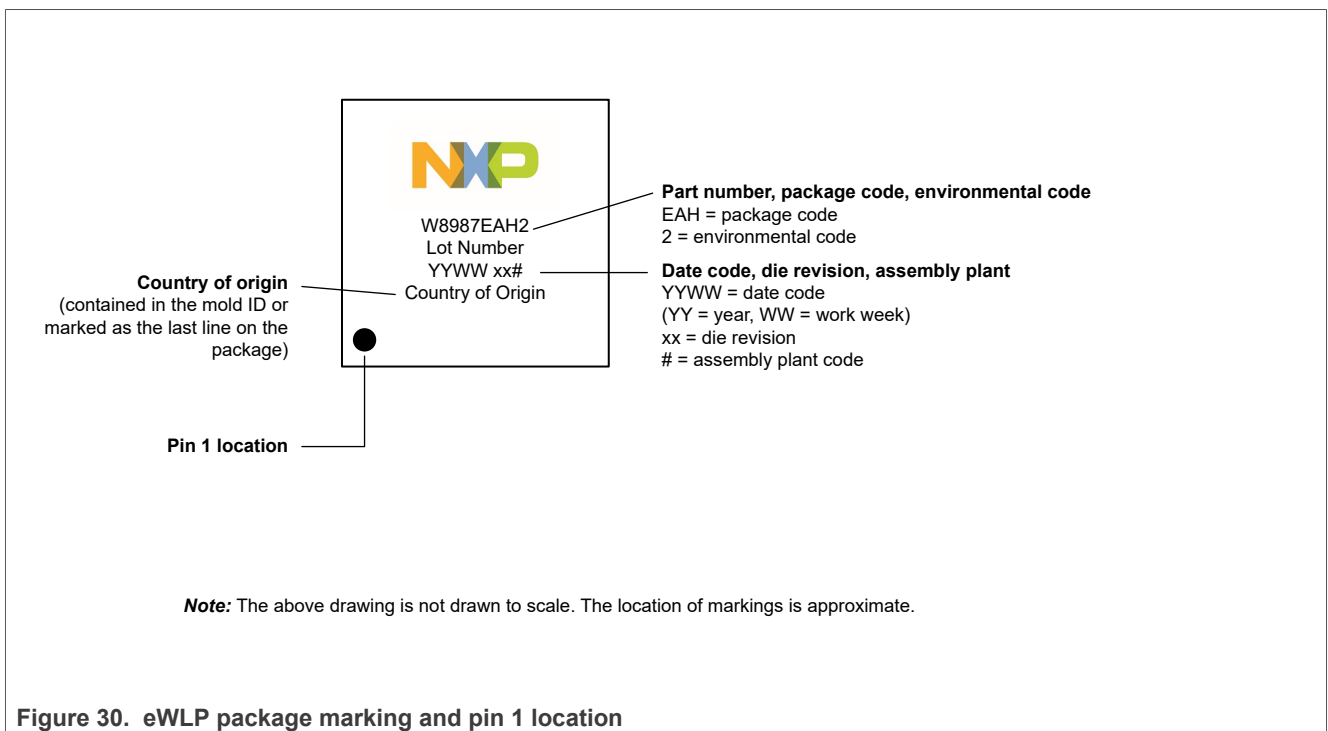 NXP
W8987EAH2
Lot Number
YYWW xx#
Country of Origin
Part number, package code, environmental code
EAH = package code
2 = environmental code
Date code, die revision, assembly plant
YYWW = date code
(YY = year, WW = work week)
xx = die revision
# = assembly plant code
Country of origin
(contained in the mold ID or
marked as the last line on the
package)
Pin 1 location
Note: The above drawing is not drawn to scale. The location of markings is approximate.
Figure 30. eWLP package marking and pin 1 location